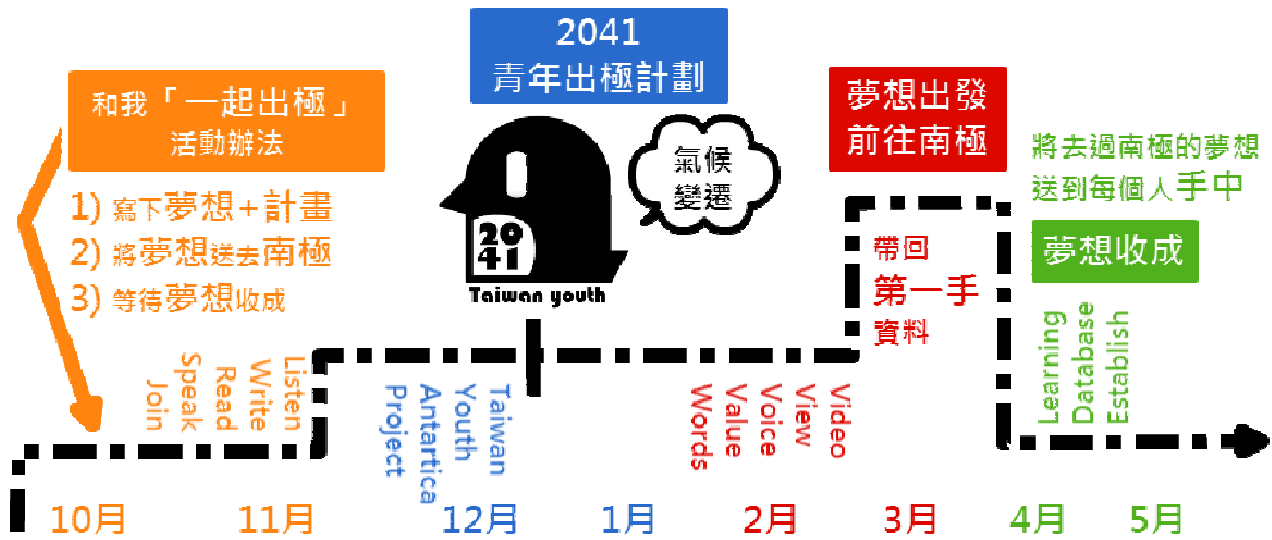 和我「一起出極」
活動辦法
1) 寫下夢想+計畫
2) 將夢想送去南極
3) 等待夢想收成
Listen
Write
Read
Speak
Join
2041
青年出極計劃
氣候
變遷
20
41
Taiwan youth
Taiwan
Youth
Antartica
Project
夢想出發
前往南極
帶回
第一手
資料
Video
View
Voice
Value
Words
將去過南極的夢想
送到每個人手中
夢想收成
Learning
Database
Establish
10月 11月 12月 1月 2月 3月 4月 5月